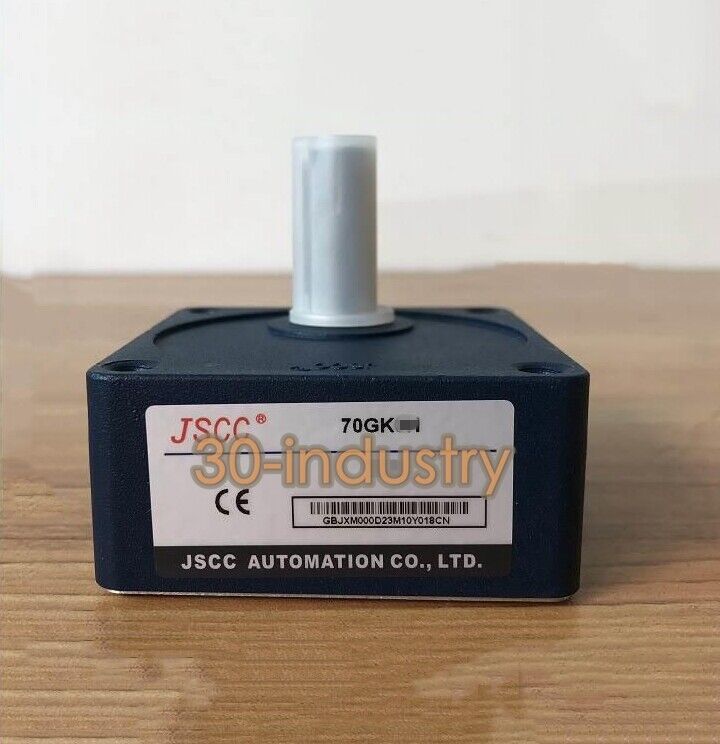 JSCC®
70GK
30-industry
CE
GBJXM000D23M10Y018CN
JSCC AUTOMATION CO., LTD.